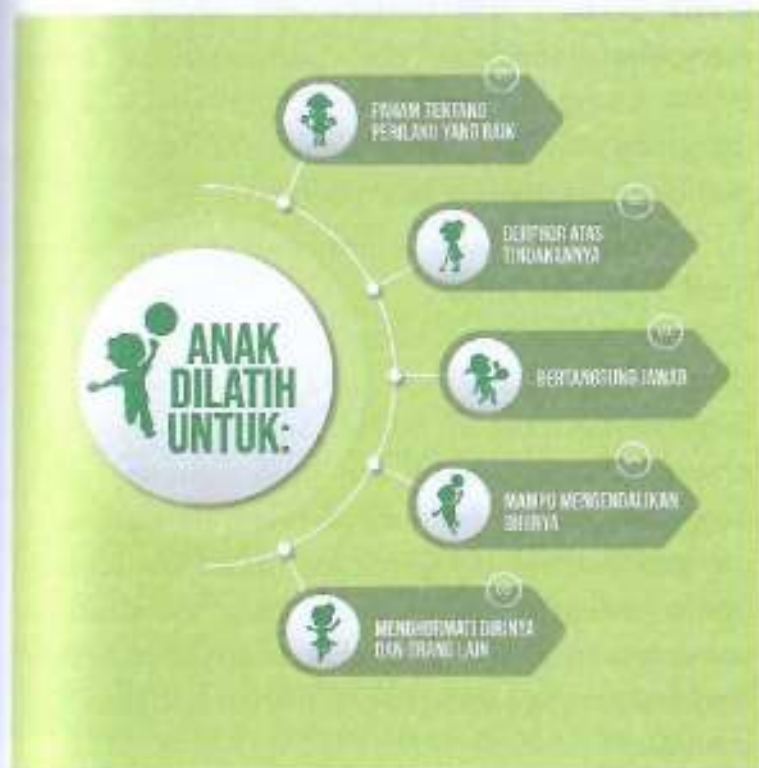 ANAK
DILATIH
UNTUK:
PAHAM TENTANG
PERILAKU YANG BAIK
BERPIKIR ATAS
TINDAKANNYA
BERTANGGUNG JAWAB
MAMPU MENGENDALIKAN
DIRINYA
MENGHORMATI DIRINYA
DAN ORANG LAIN